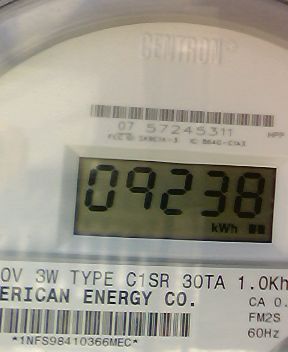 CENTRON®
07 57245311
HPP
09238
kWh
0V 3W TYPE C1SR 30TA 1.0Kh
ERICAN ENERGY CO.
CA 0.
FM2S
60Hz
*1NFS98410366MEC*